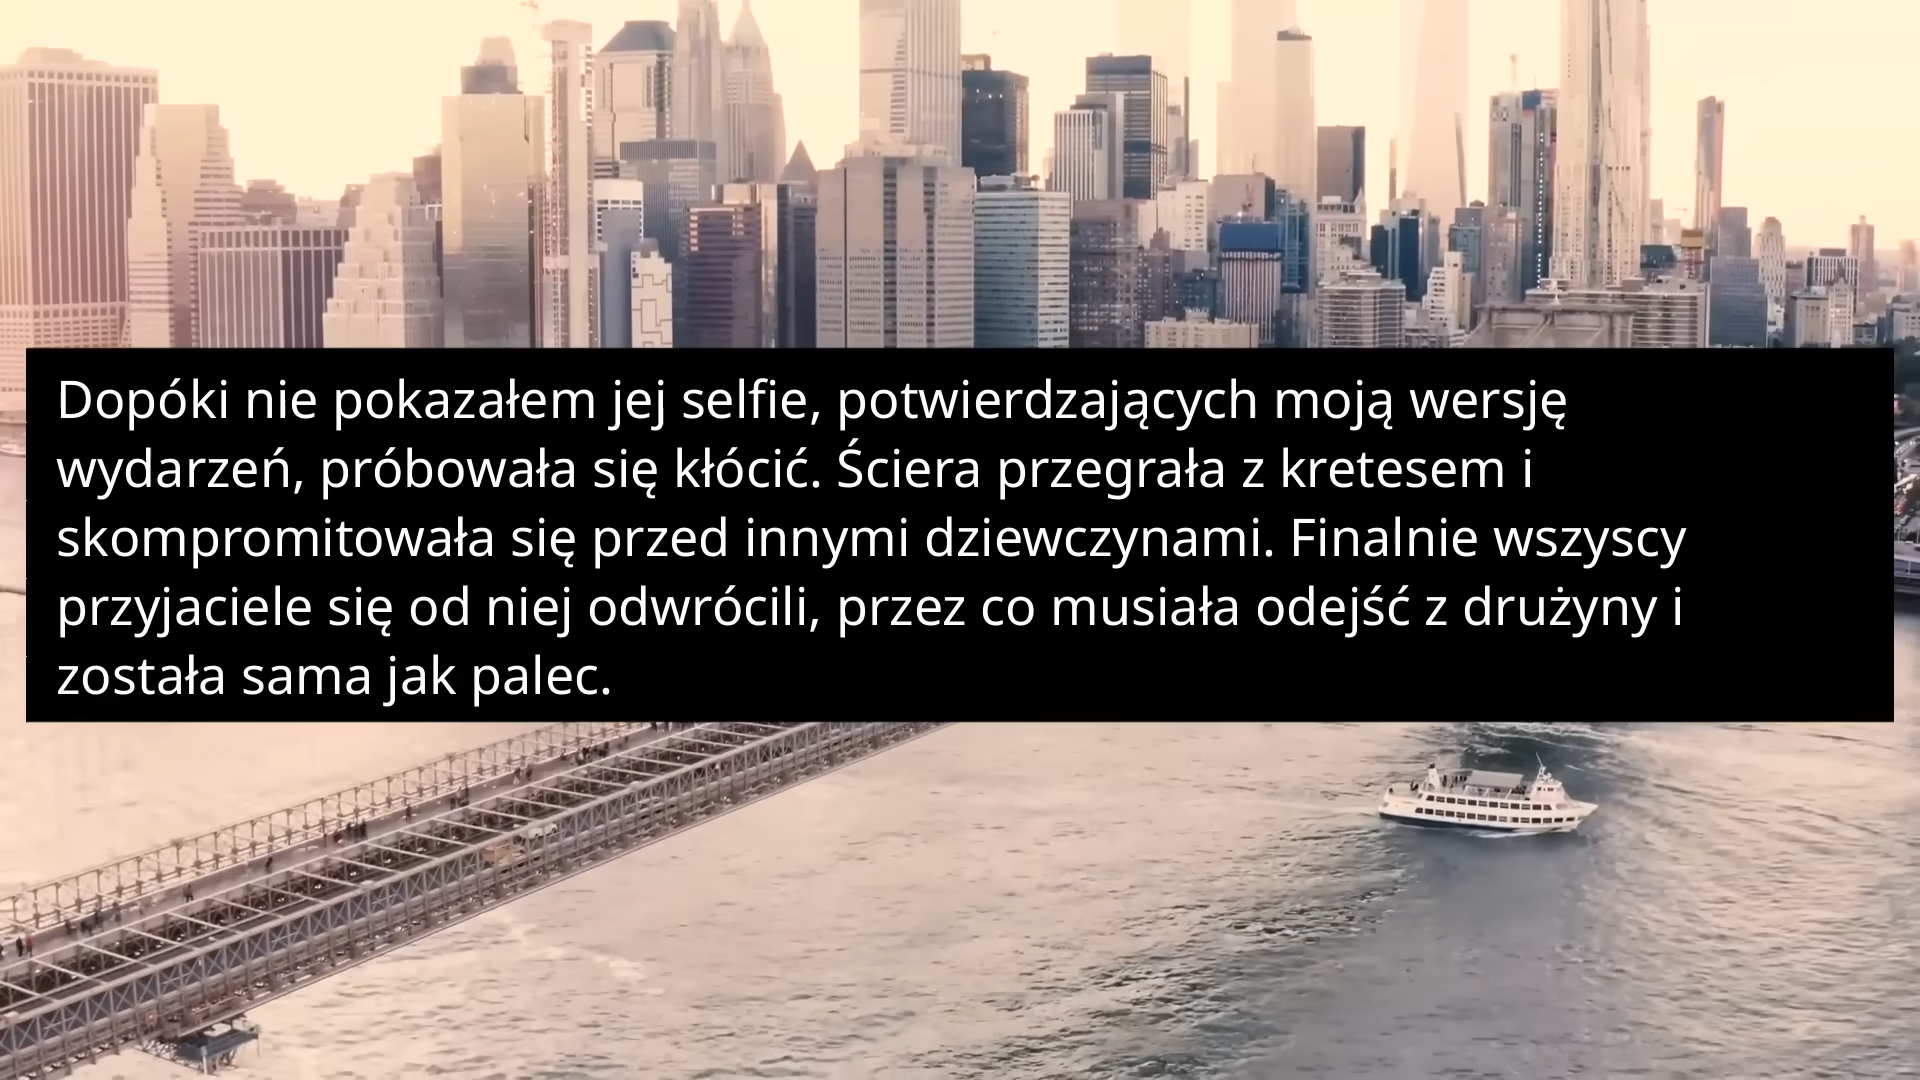 Dopóki nie pokazałem jej selfie, potwierdzających moją wersję
wydarzeń, próbowała się kłócić. Ściera przegrała z kretesem i
skompromitowała się przed innymi dziewczynami. Finalnie wszyscy
przyjaciele się od niej odwrócili, przez co musiała odejść z drużyny i
została sama jak palec.